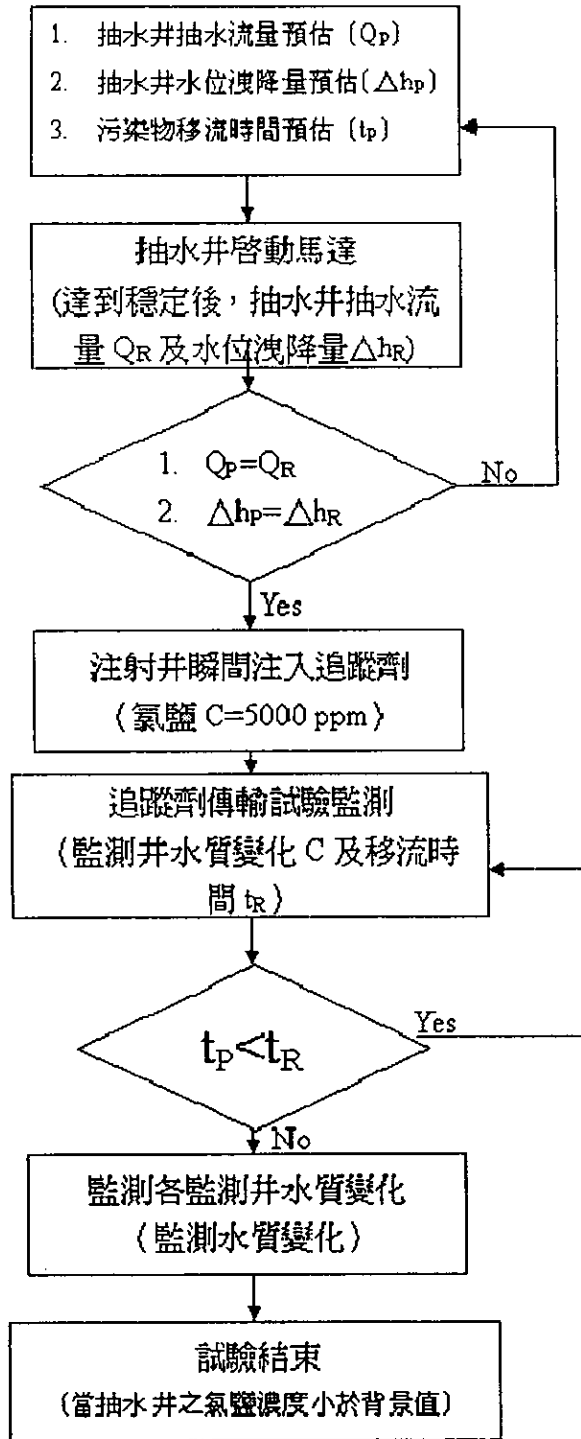 1. 抽水井抽水流量預估（QP）
2. 抽水井水位洩降量預估（△hP）
3. 污染物移流時間預估（tP）
抽水井啓動馬達
(達到穩定後，抽水井抽水流
量 QR 及水位洩降量△hR)
1. QP=QR
2. △hP=△hR
No
Yes
注射井瞬間注入追蹤劑
（氯鹽 C=5000 ppm）
追蹤劑傳輸試驗監測
（監測井水質變化 C 及移流時
間 tR）
tP<tR
Yes
No
監測各監測井水質變化
（監測水質變化）
試驗結束
（當抽水井之氯鹽濃度小於背景值）